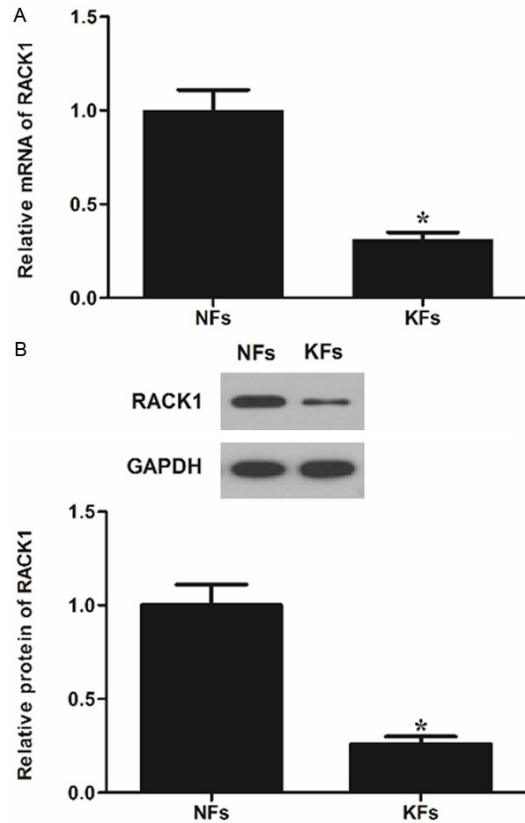 A
Relative mRNA of RACK1
1.5
1.0
0.5
0.0
*
NFs
KFs
B
NFs KFs
RACK1
GAPDH
Relative protein of RACK1
1.5
1.0
0.5
0.0
*
NFs
KFs